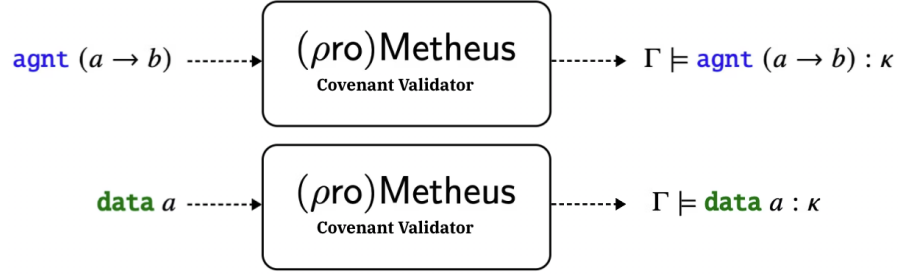 agnt (a → b)
(ρro)Metheus
Covenant Validator
Γ ⊨ agnt (a → b) : κ
data a
(ρro)Metheus
Covenant Validator
Γ ⊨ data a : κ